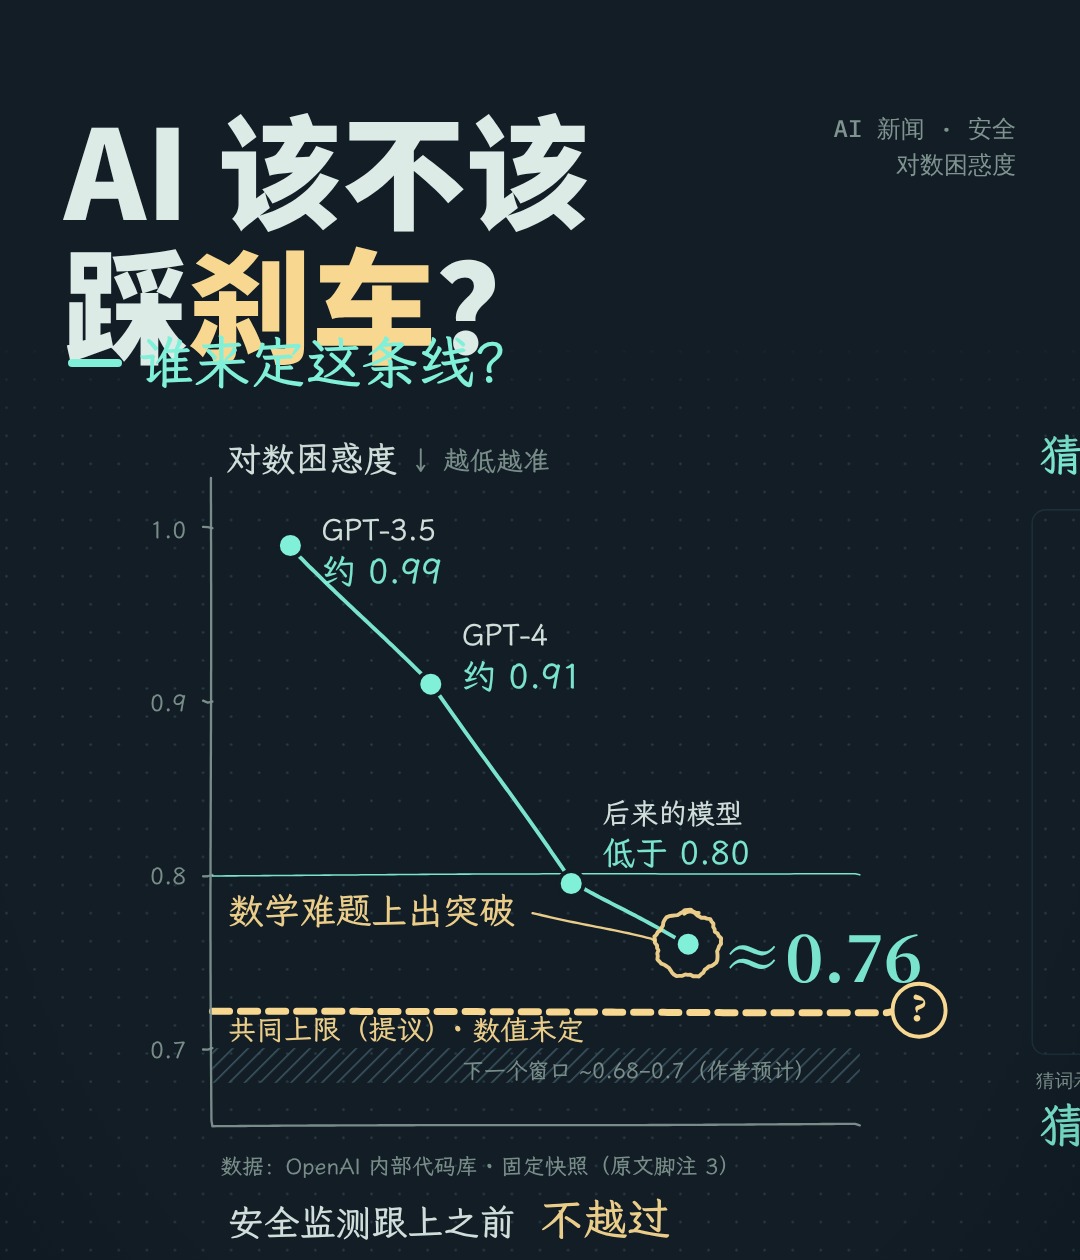 AI 该不该
踩刹车?
谁来定这条线?
AI 新闻 · 安全
对数困惑度
对数困惑度 ↓ 越低越准
1.0
0.9
0.8
0.7
GPT-3.5
约 0.99
GPT-4
约 0.91
后来的模型
低于 0.80
数学难题上出突破
≈0.76
?
共同上限（提议）· 数值未定
下一个窗口 ~0.68–0.7（作者预计）
数据：OpenAI 内部代码库 · 固定快照（原文脚注 3）
安全监测跟上之前 不越过
猜
猜词
猜